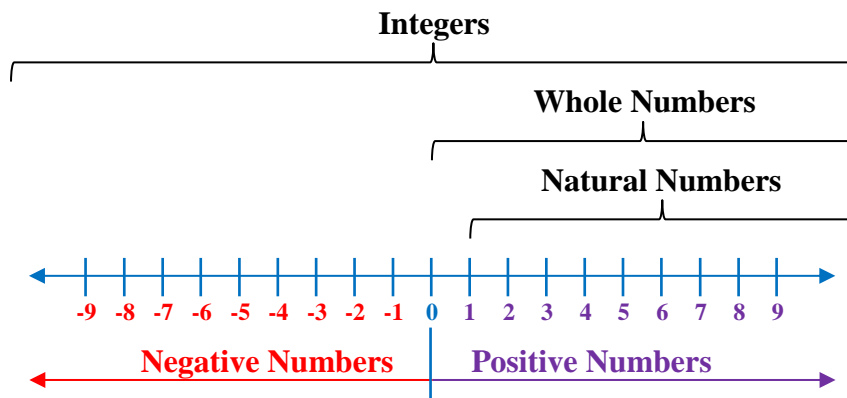 Integers
Whole Numbers
Natural Numbers
-9 -8 -7 -6 -5 -4 -3 -2 -1 0 1 2 3 4 5 6 7 8 9
Negative Numbers Positive Numbers